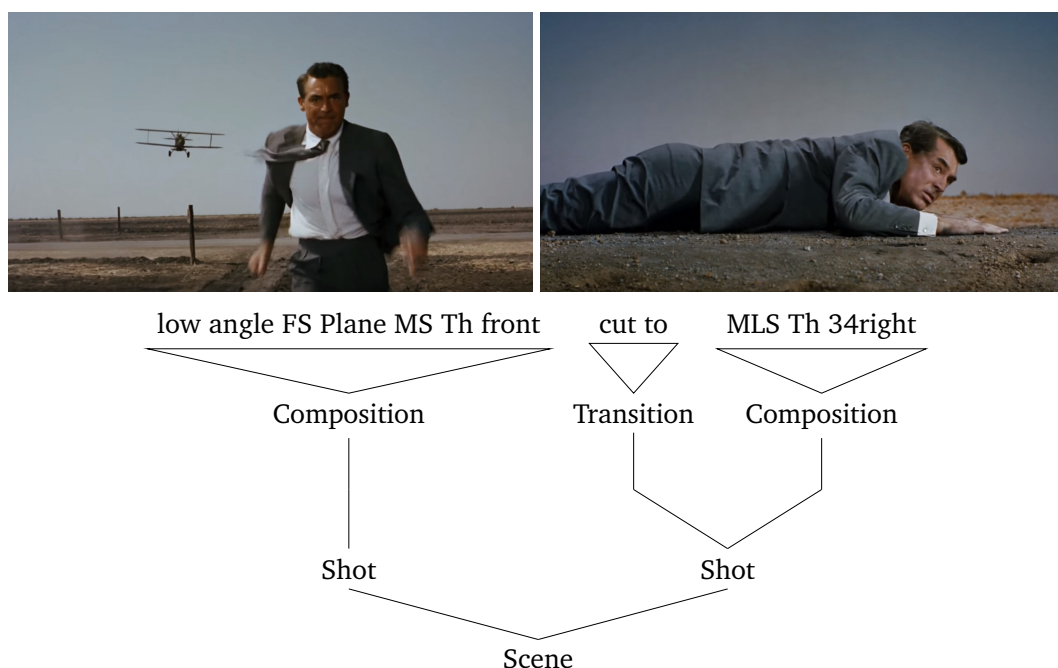 low angle FS Plane MS Th front cut to MLS Th 34right
Composition Transition Composition
Shot Shot
Scene